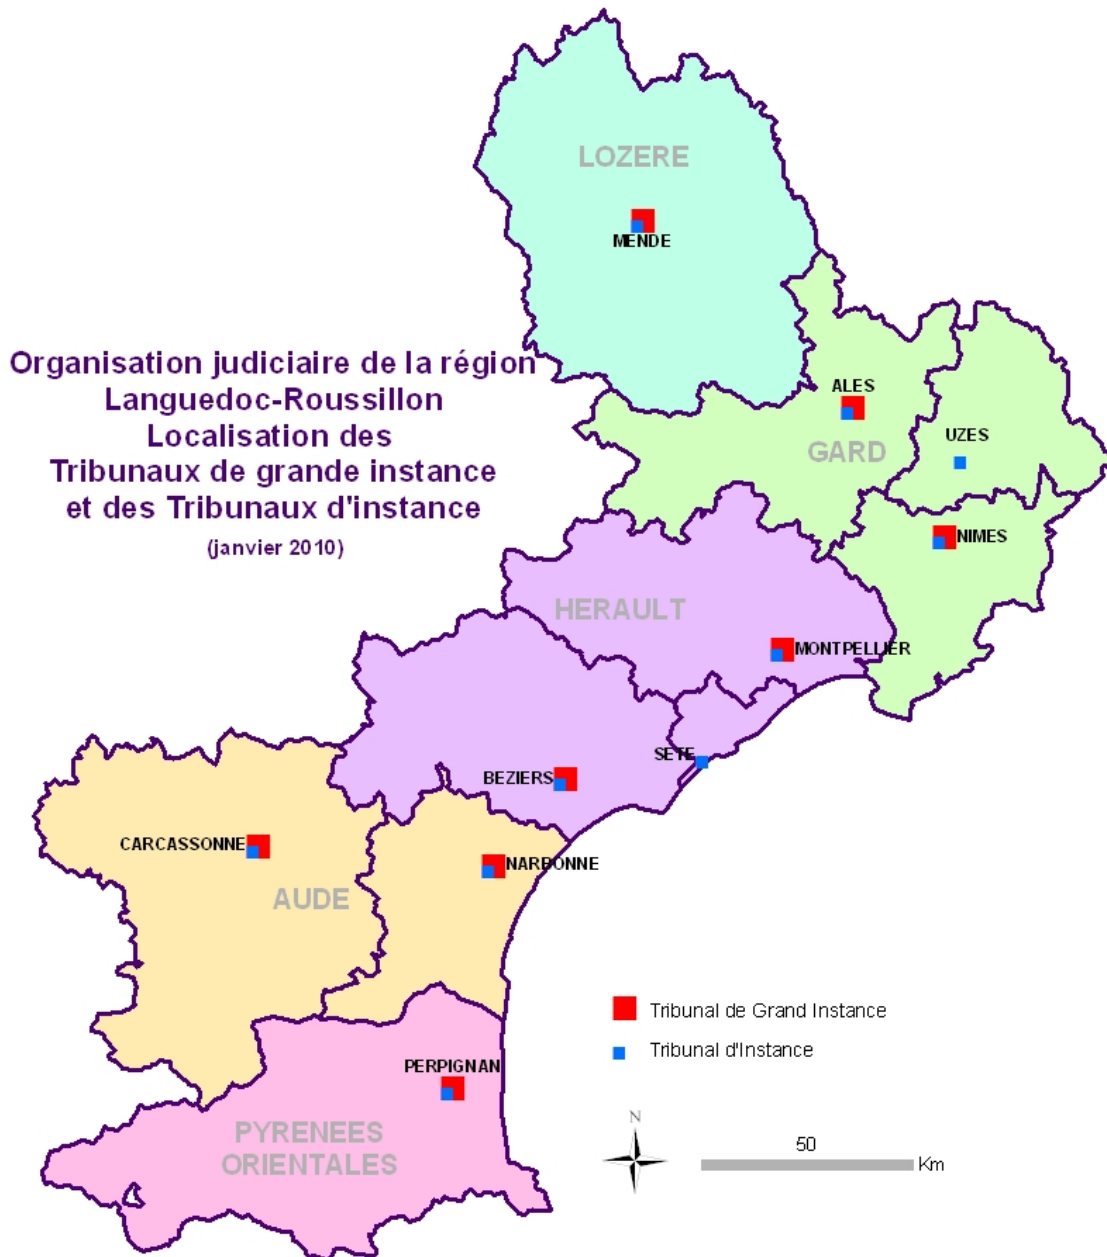 LOZERE
MENDE
Organisation judiciaire de la région
Languedoc-Roussillon
Localisation des
Tribunaux de grande instance
et des Tribunaux d'instance
(janvier 2010)
ALES
UZES
GARD
NIMES
HERAULT
MONTPELLIER
SETE
BEZIERS
CARCASSONNE
NARBONNE
AUDE
Tribunal de Grand Instance
Tribunal d'Instance
PERPIGNAN
PYRENEES
ORIENTALES
N
50
Km